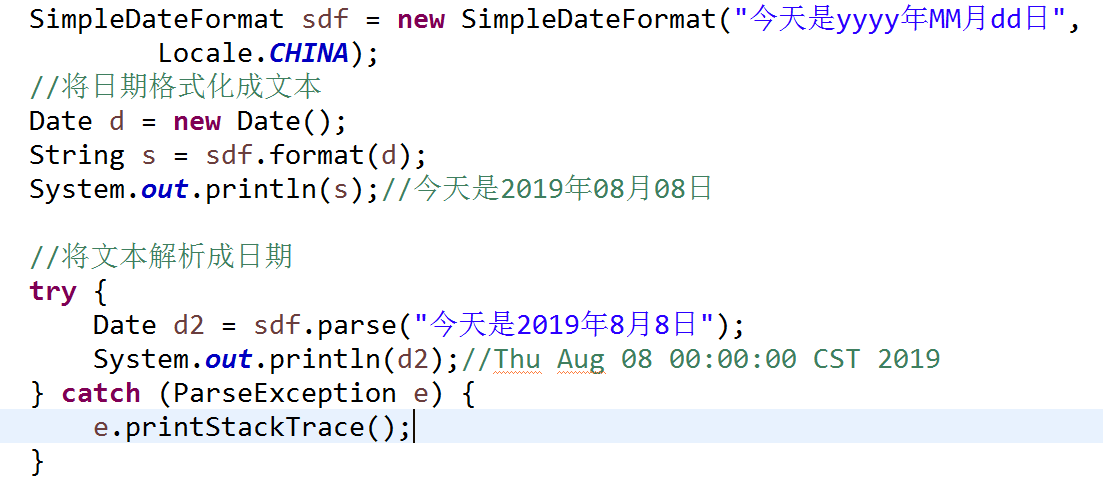 SimpleDateFormat sdf = new SimpleDateFormat("今天是yyyy年MM月dd日",
        Locale.CHINA);
//将日期格式化成文本
Date d = new Date();
String s = sdf.format(d);
System.out.println(s);//今天是2019年08月08日
//将文本解析成日期
try {
    Date d2 = sdf.parse("今天是2019年8月8日");
    System.out.println(d2);//Thu Aug 08 00:00:00 CST 2019
} catch (ParseException e) {
    e.printStackTrace();
}